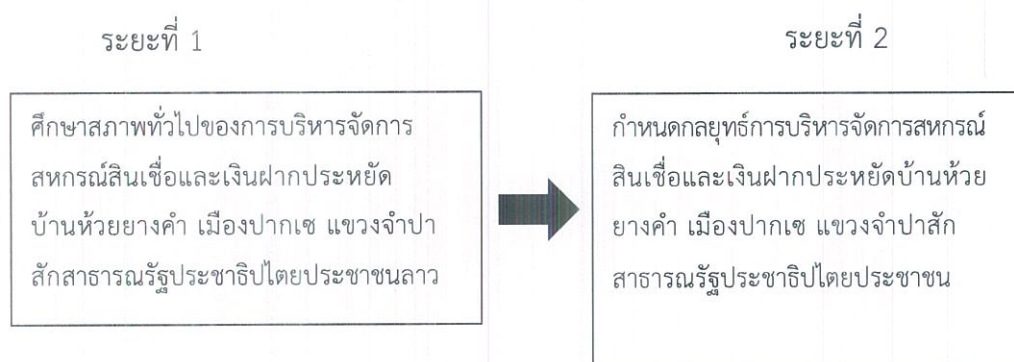 ระยะที่ 1
ศึกษาสภาพทั่วไปของการบริหารจัดการ
สหกรณ์สินเชื่อและเงินฝากประหยัด
บ้านห้วยยางคำ เมืองปากเซ แขวงจำปา
สักสาธารณรัฐประชาธิปไตยประชาชนลาว
ระยะที่ 2
กำหนดกลยุทธ์การบริหารจัดการสหกรณ์
สินเชื่อและเงินฝากประหยัดบ้านห้วย
ยางคำ เมืองปากเซ แขวงจำปาสัก
สาธารณรัฐประชาธิปไตยประชาชน